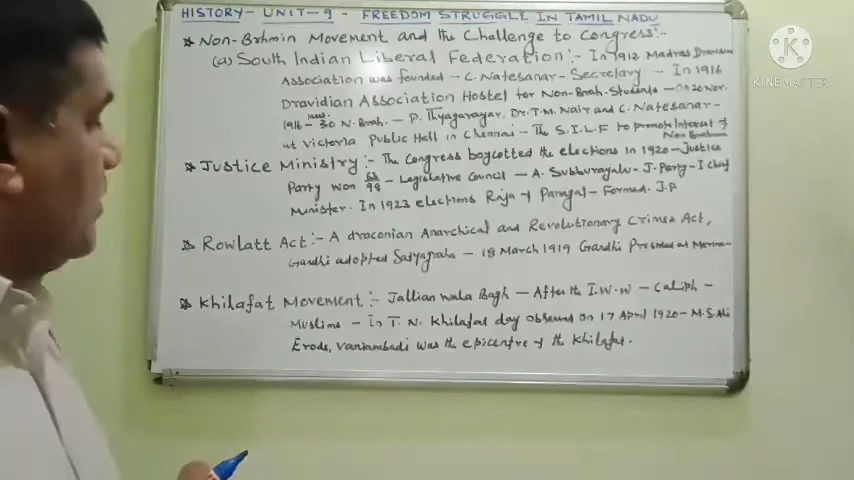 HISTORY- UNIT-9 - FREEDOM STRUGGLE IN TAMIL NADU
* Non-Brhmin Movement and the Challenge to Congress:-
(a) South Indian Liberal Federation:- In 1912 Madras Dravidian
Association was founded - C. Natesanar- Secretary - In 1916
Dravidian Association Hostel for Non-Brah. Students - on 20 Nov.
1916 - 30 N.Brah. - P. Thyagarayar, Dr. T.M. Nair and C. Natesanar-
at Victoria Public Hall in Chennai - The S.I.L.F to promote Interest of
Non Brahmins
* Justice Ministry:- The Congress boycotted the elections in 1920 - Justice
Party won 63/98 - Legislative Council - A. Subburayalu - J. Party - I Chief
Minister. In 1923 elections Raja of Panagal - Formed. J.P
* Rowlatt Act:- A draconian Anarchical and Revolutionary Crimes Act,
Gandhi adopted Satyagraha - 18 March 1919 Gandhi at Merina-
* Khilafat Movement:- Jallian wala Bagh - After the I.W.W - Caliph -
Muslims - In T.N. Khilafat day observed on 17 April 1920 - M.S. Ali
Erode, Vaniambadi was the epicentre of the Khilafat.
K
KINEMASTER